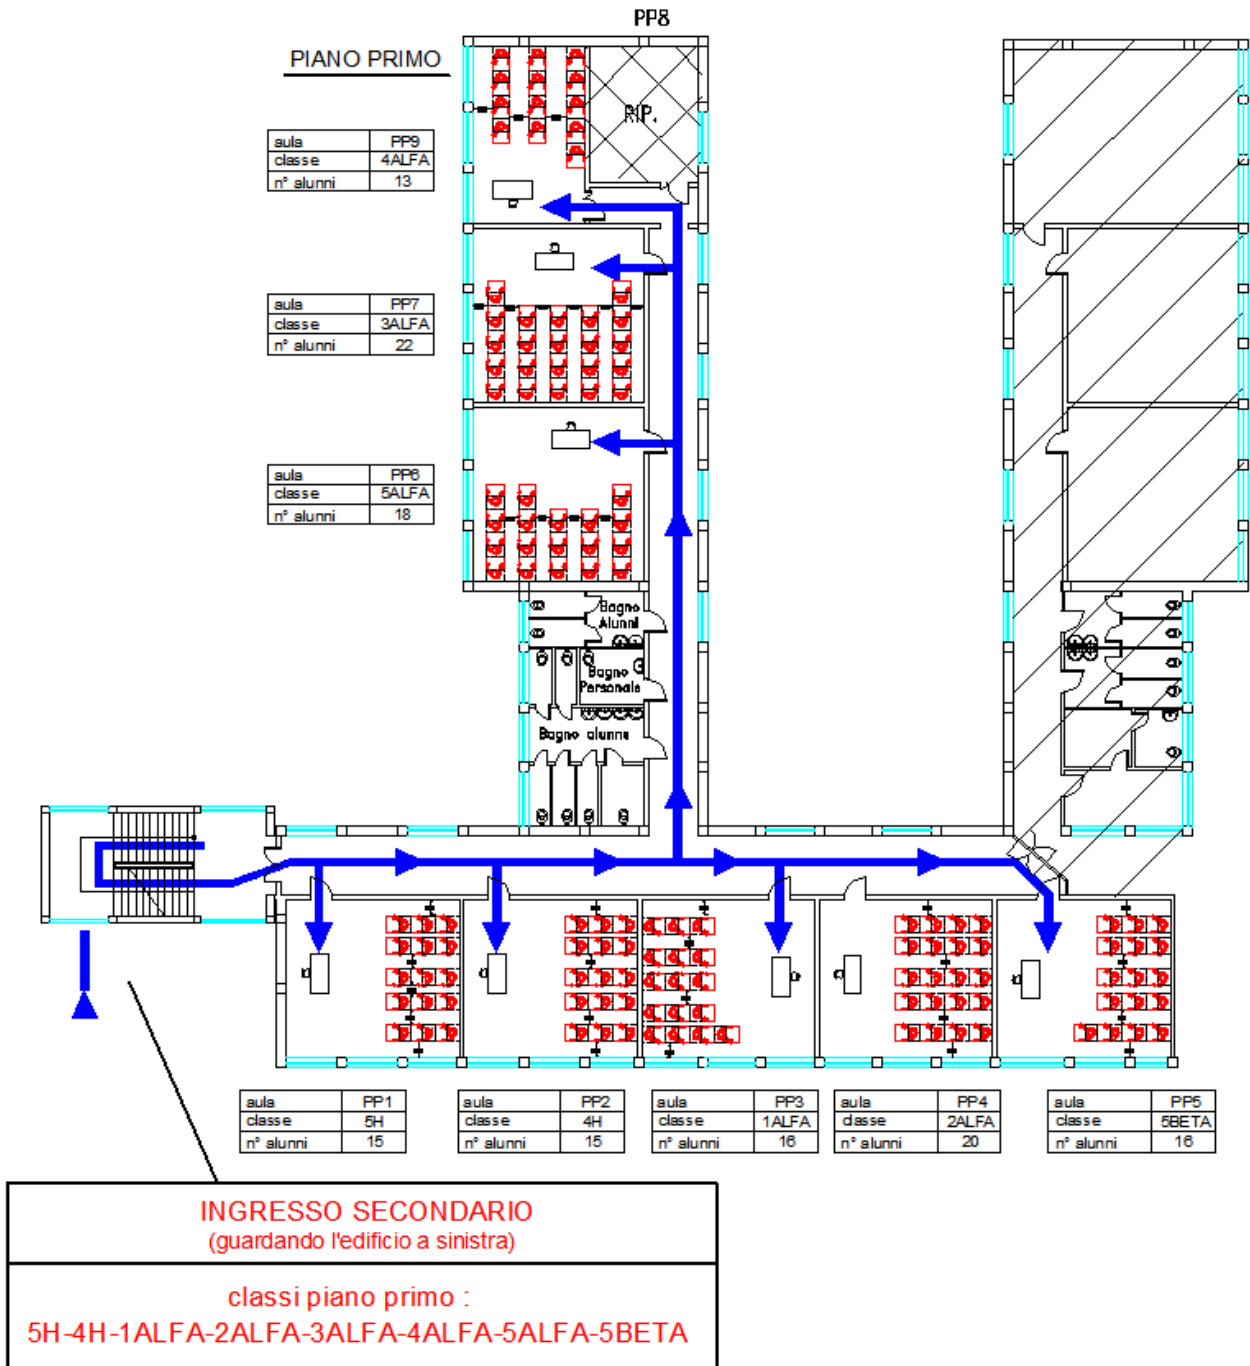 PP8
PIANO PRIMO
RIP.
aula PP9
classe 4ALFA
n° alunni 13
aula PP7
classe 3ALFA
n° alunni 22
aula PP6
classe 5ALFA
n° alunni 18
Bagno
Alunni
Bagno
Personale
Bagno alunne
aula PP1
classe 5H
n° alunni 15
aula PP2
classe 4H
n° alunni 15
aula PP3
classe 1ALFA
n° alunni 16
aula PP4
classe 2ALFA
n° alunni 20
aula PP5
classe 5BETA
n° alunni 16
INGRESSO SECONDARIO
(guardando l'edificio a sinistra)
classi piano primo :
5H-4H-1ALFA-2ALFA-3ALFA-4ALFA-5ALFA-5BETA